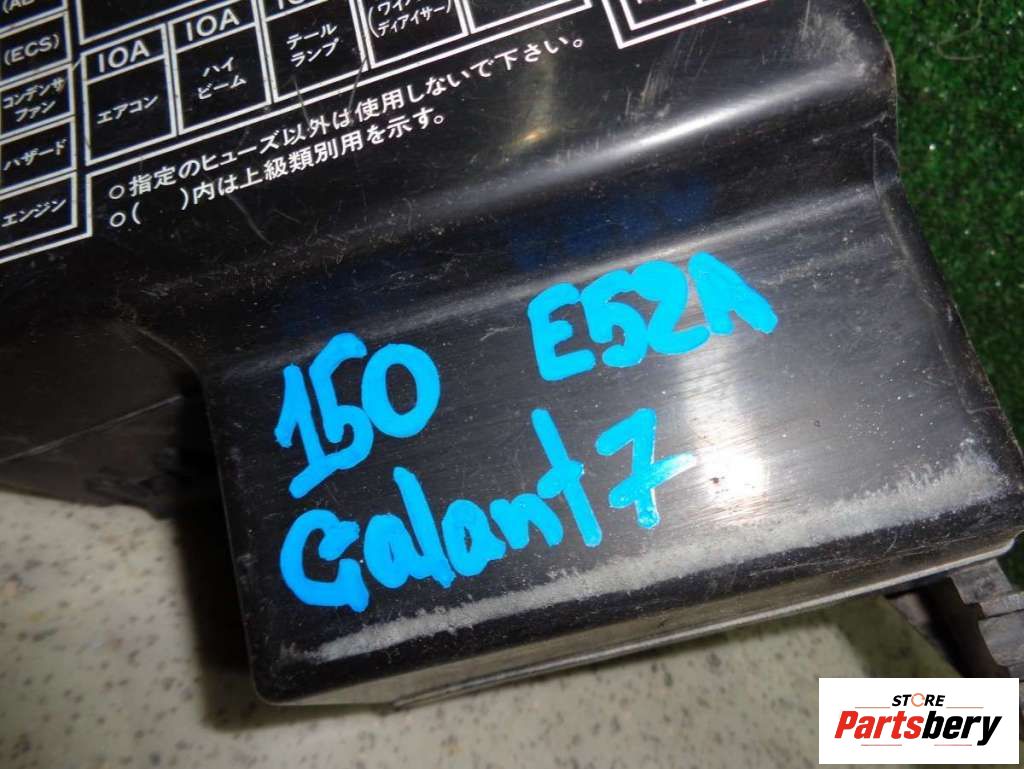 (ECS)
コンデンサ
ファン
ハザード
エンジン
10A
エアコン
10A
ハイ
ビーム
テール
ランプ
ディアイサー)
○指定のヒューズ以外は使用しないで下さい。
○(  )内は上級類別用を示す。
150 E52A
Galant 7
STORE
Partsbery